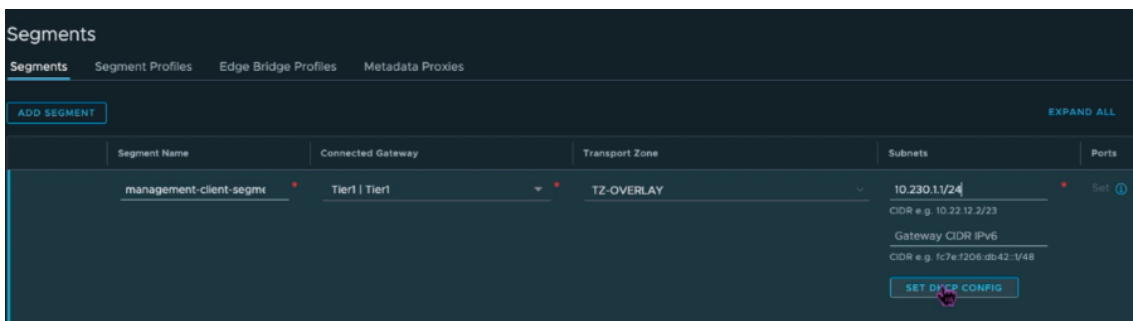 Segments
Segments Segment Profiles Edge Bridge Profiles Metadata Proxies
ADD SEGMENT EXPAND ALL
Segment Name Connected Gateway Transport Zone Subnets Ports
management-client-segme * Tier1 | Tier1 * TZ-OVERLAY 10.230.1.1/24 * Set
CIDR e.g. 10.22.12.2/23
Gateway CIDR IPv6
CIDR e.g. fc7e:f206:db42::1/48
SET DHCP CONFIG